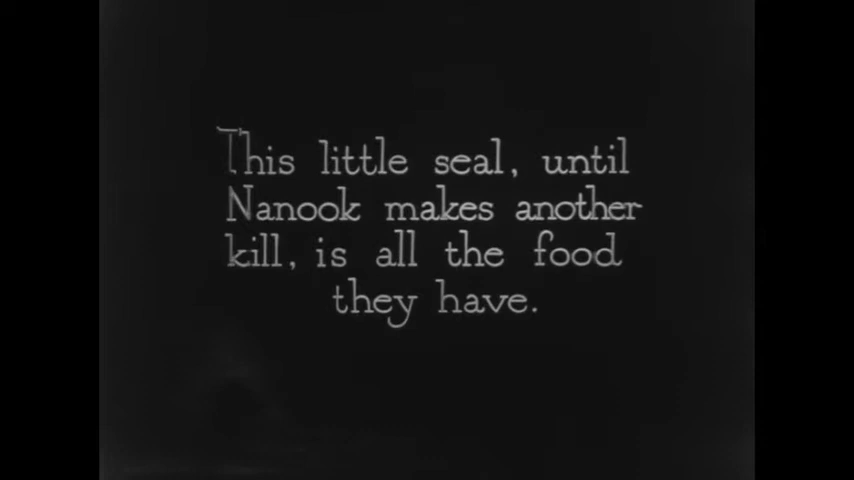 This little seal, until
Nanook makes another
kill, is all the food
they have.